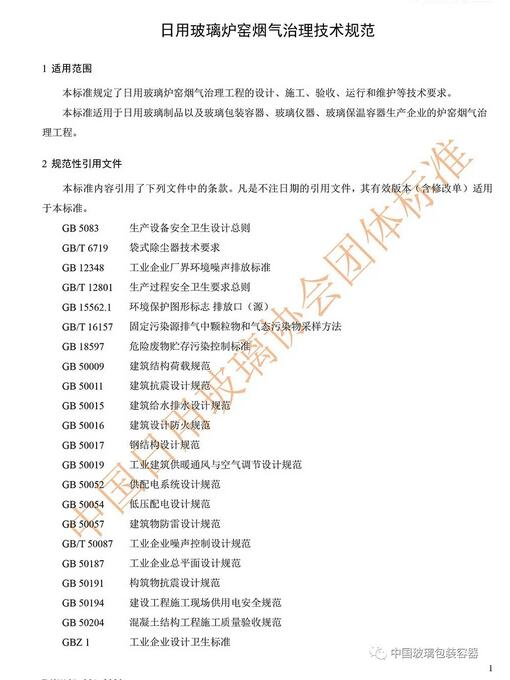 日用玻璃炉窑烟气治理技术规范
1 适用范围
本标准规定了日用玻璃炉窑烟气治理工程的设计、施工、验收、运行和维护等技术要求。
本标准适用于日用玻璃制品以及玻璃包装容器、玻璃仪器、玻璃保温容器生产企业的炉窑烟气治
理工程。
2 规范性引用文件
本标准内容引用了下列文件中的条款。凡是不注日期的引用文件，其有效版本（含修改单）适用
于本标准。
GB 5083 生产设备安全卫生设计总则
GB/T 6719 袋式除尘器技术要求
GB 12348 工业企业厂界环境噪声排放标准
GB/T 12801 生产过程安全卫生要求总则
GB 15562.1 环境保护图形标志 排放口（源）
GB/T 16157 固定污染源排气中颗粒物和气态污染物采样方法
GB 18597 危险废物贮存污染控制标准
GB 50009 建筑结构荷载规范
GB 50011 建筑抗震设计规范
GB 50015 建筑给水排水设计规范
GB 50016 建筑设计防火规范
GB 50017 钢结构设计规范
GB 50019 工业建筑供暖通风与空气调节设计规范
GB 50052 供配电系统设计规范
GB 50054 低压配电设计规范
GB 50057 建筑物防雷设计规范
GB/T 50087 工业企业噪声控制设计规范
GB 50187 工业企业总平面设计规范
GB 50191 构筑物抗震设计规范
GB 50194 建设工程施工现场供用电安全规范
GB 50204 混凝土结构工程施工质量验收规范
GBZ 1 工业企业设计卫生标准
中国日用玻璃协会团体标准
中国玻璃包装容器
1